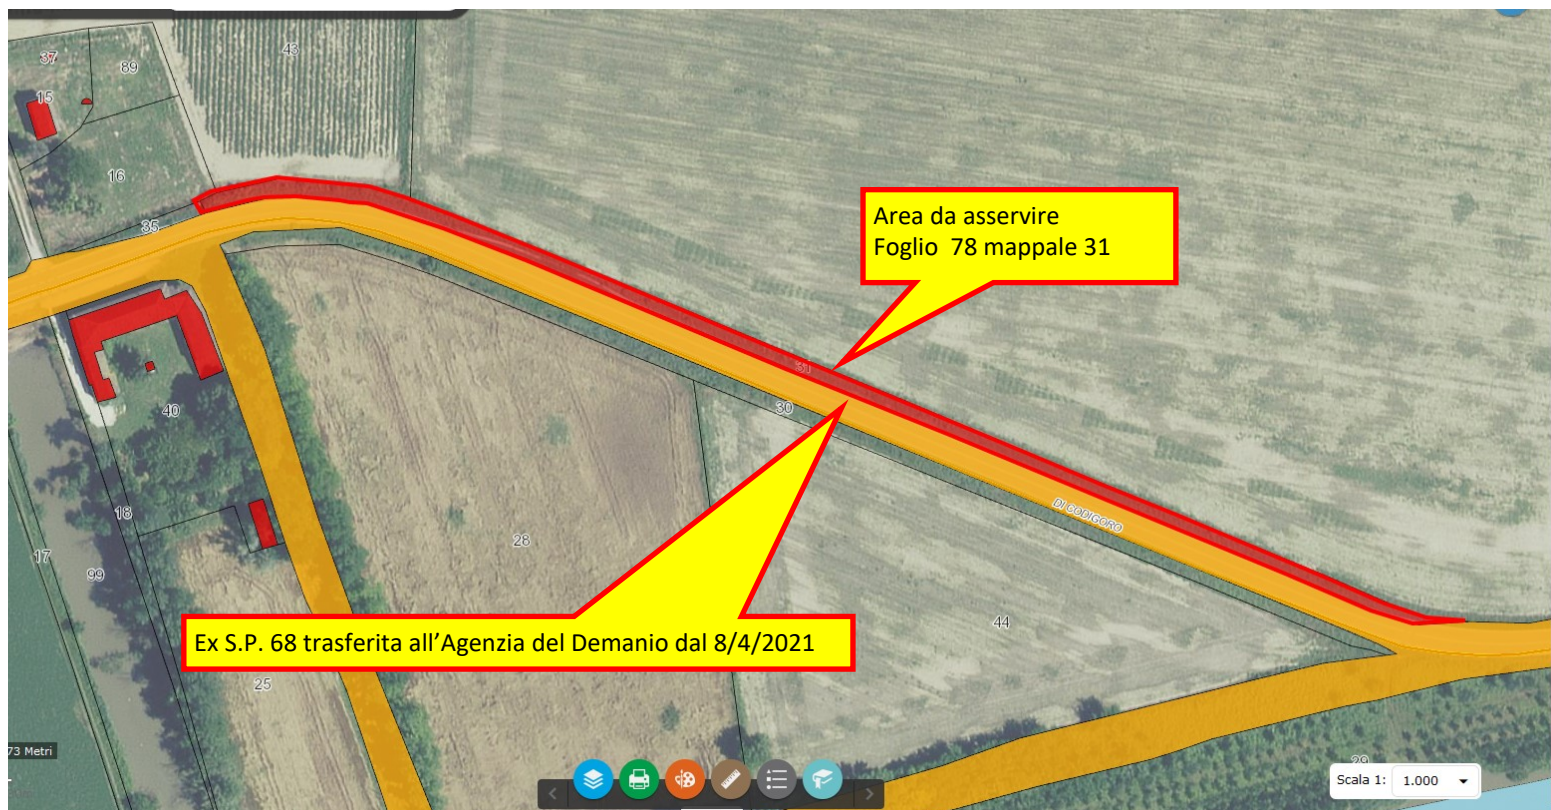 43
37
89
15
16
35
Area da asservire
Foglio 78 mappale 31
31
30
40
DI CODIGORO
18
28
17
99
44
Ex S.P. 68 trasferita all’Agenzia del Demanio dal 8/4/2021
25
73 Metri
29
Scala 1: 1.000